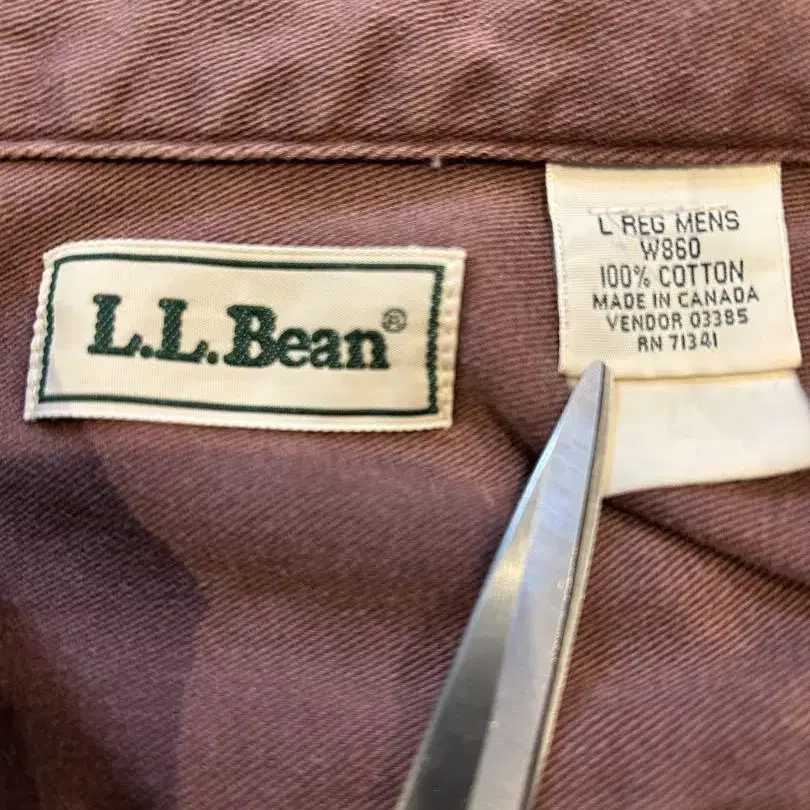 L.L.Bean®
L REG MENS
W860
100% COTTON
MADE IN CANADA
VENDOR 03385
RN 71341